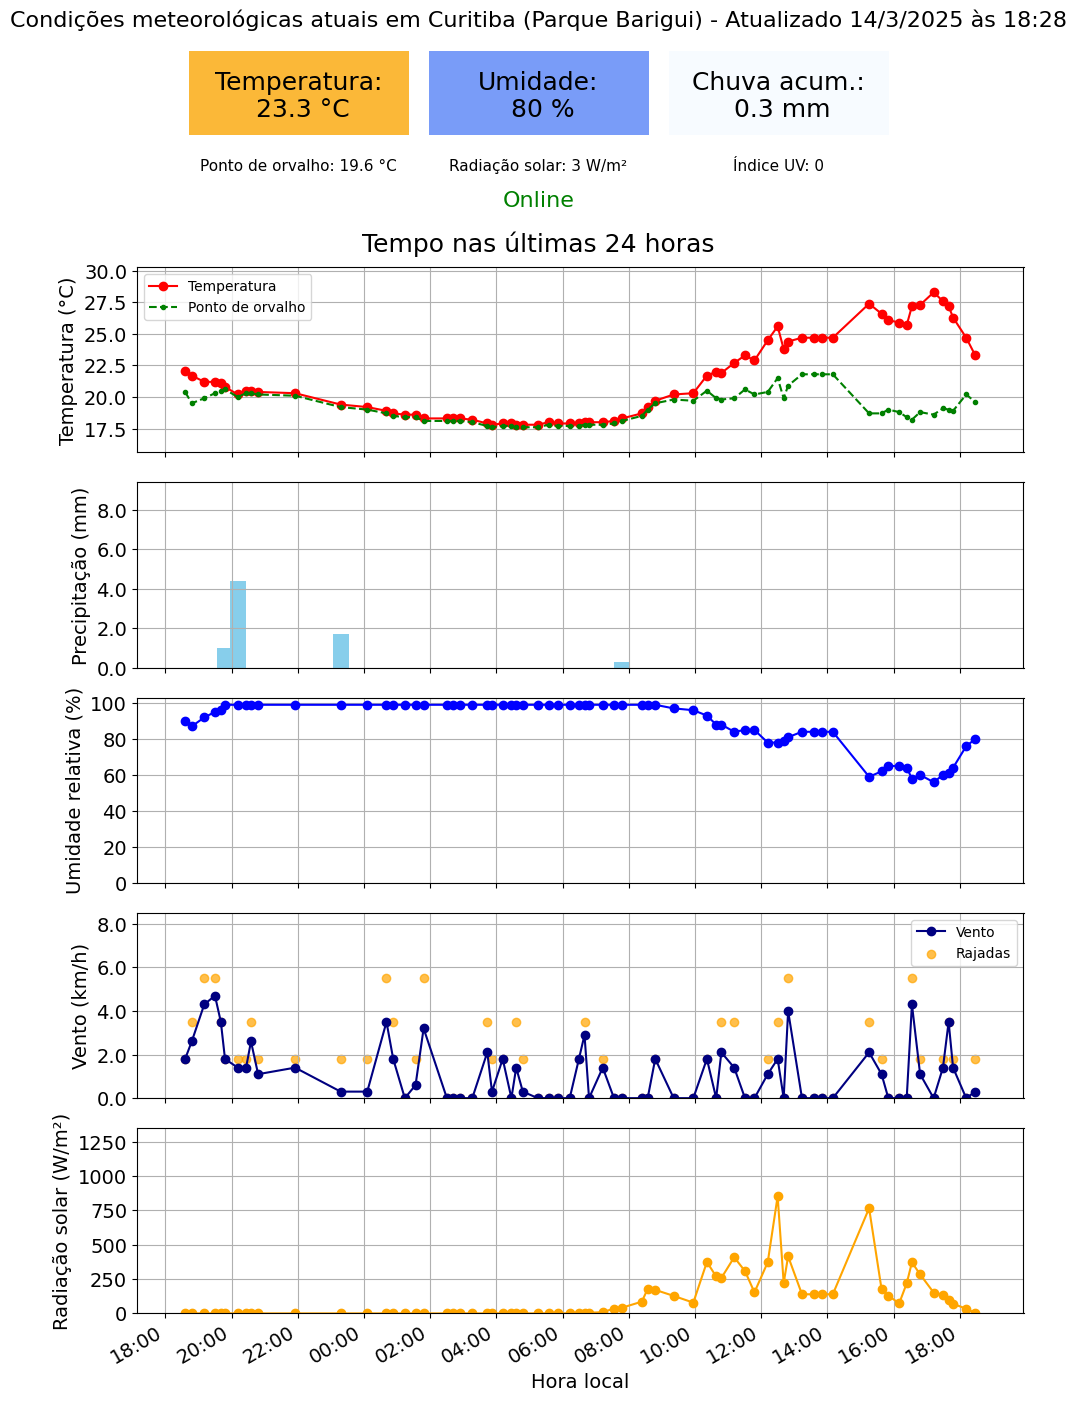 Condições meteorológicas atuais em Curitiba (Parque Barigui) - Atualizado 14/3/2025 às 18:28
Temperatura:
23.3 °C
Umidade:
80 %
Chuva acum.:
0.3 mm
Ponto de orvalho: 19.6 °C
Radiação solar: 3 W/m²
Índice UV: 0
Online
Tempo nas últimas 24 horas
Temperatura (°C)
30.0
27.5
25.0
22.5
20.0
17.5
Temperatura
Ponto de orvalho
Precipitação (mm)
8.0
6.0
4.0
2.0
0.0
Umidade relativa (%)
100
80
60
40
20
0
Vento (km/h)
8.0
6.0
4.0
2.0
0.0
Vento
Rajadas
Radiação solar (W/m²)
1250
1000
750
500
250
0
18:00
20:00
22:00
00:00
02:00
04:00
06:00
08:00
10:00
12:00
14:00
16:00
18:00
Hora local